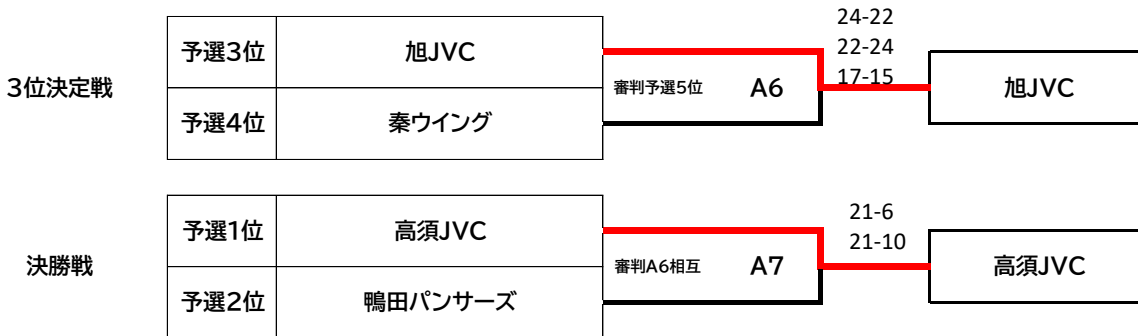 3位決定戦
予選3位
旭JVC
予選4位
秦ウイング
審判予選5位
A6
24-22
22-24
17-15
旭JVC
決勝戦
予選1位
高須JVC
予選2位
鴨田パンサーズ
審判A6相互
A7
21-6
21-10
高須JVC